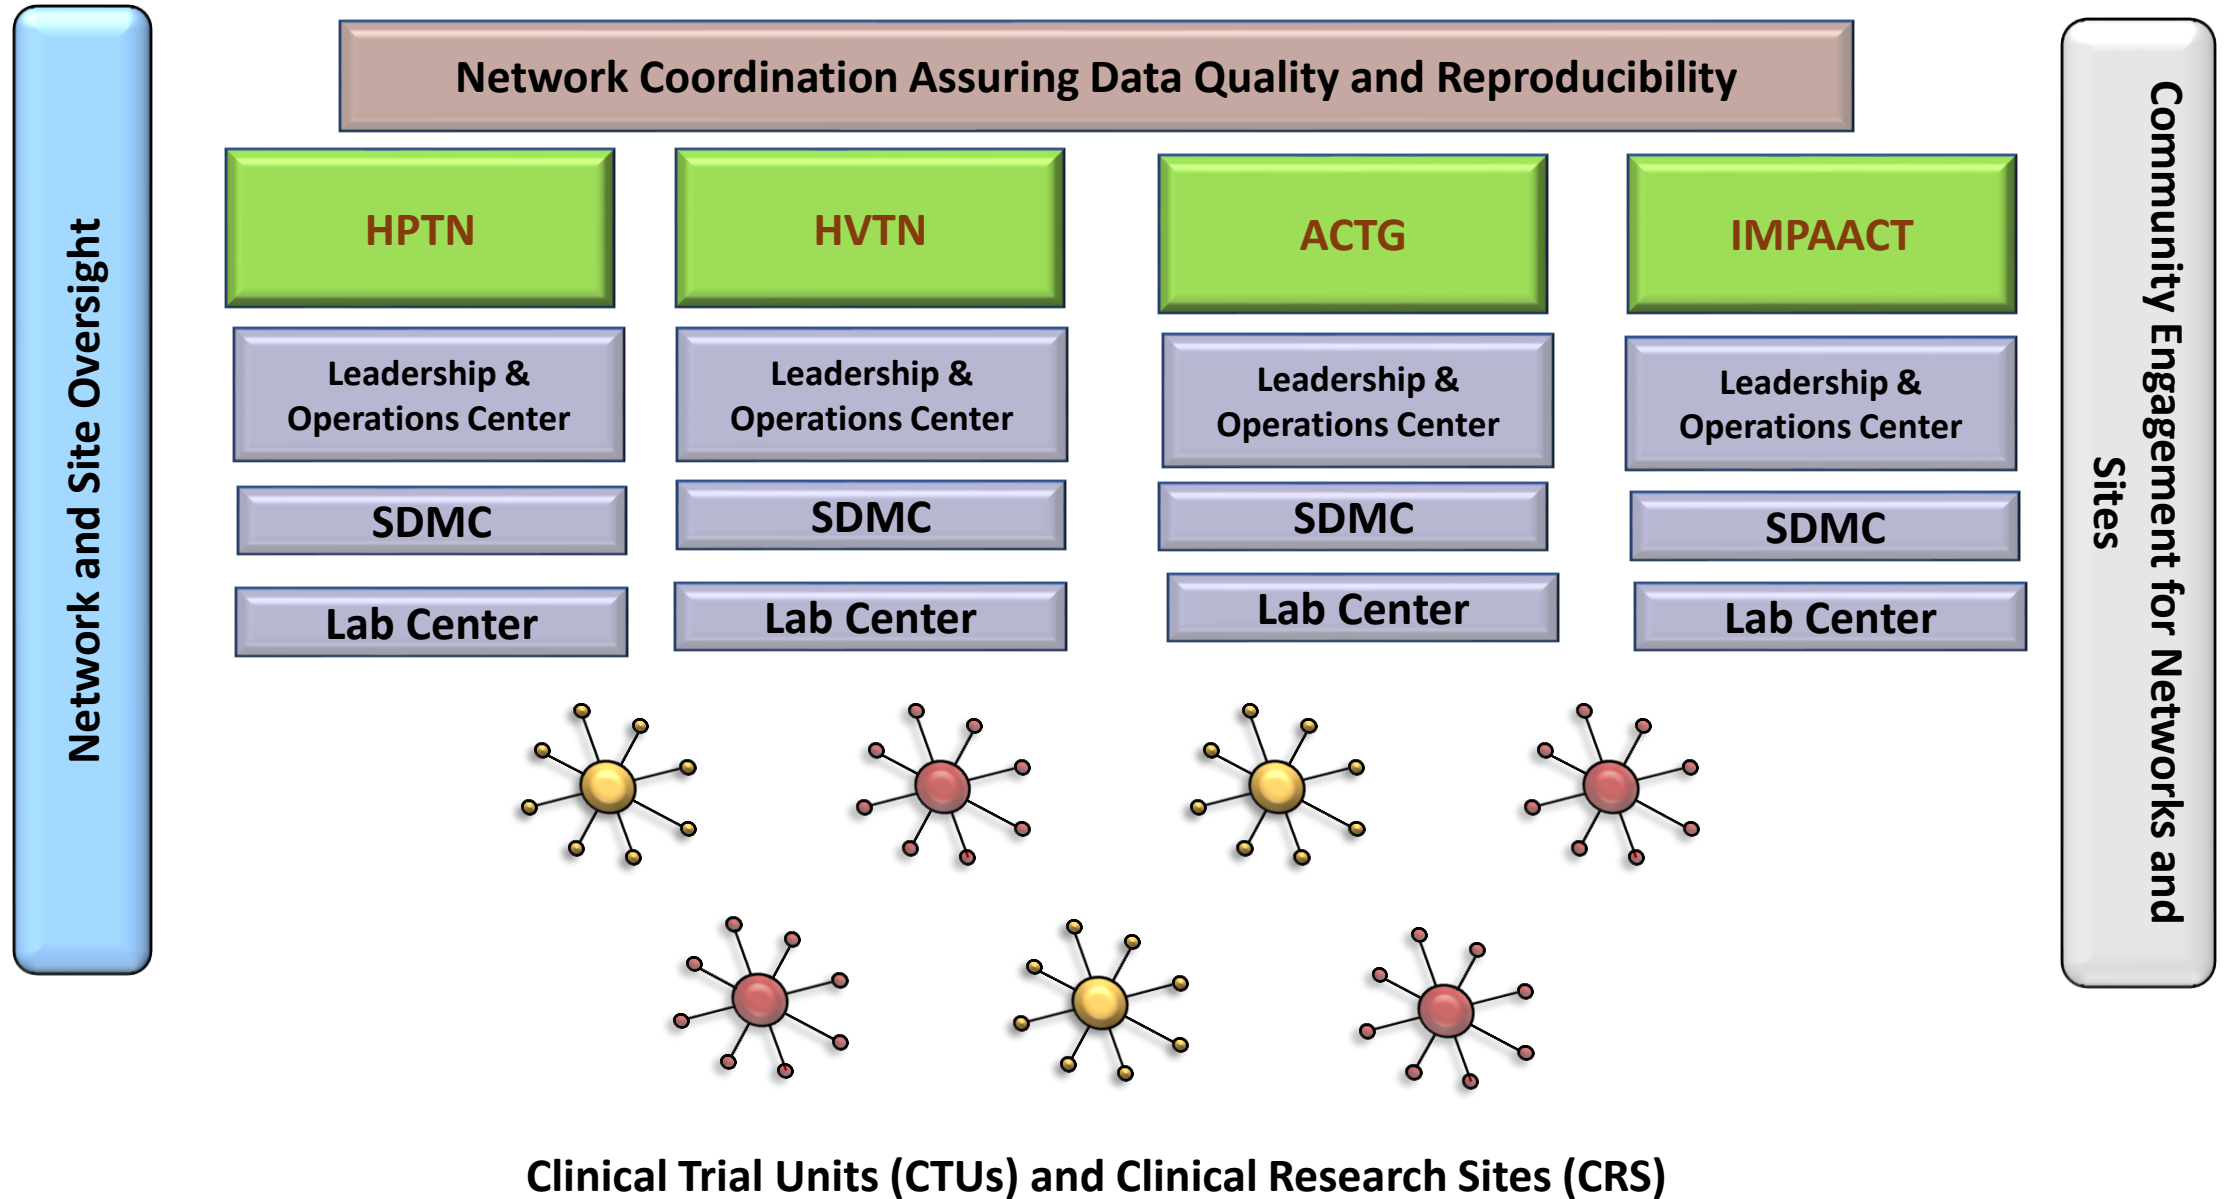 Network and Site Oversight
Network Coordination Assuring Data Quality and Reproducibility
HPTN
HVTN
ACTG
IMPAACT
Leadership &
Operations Center
Leadership &
Operations Center
Leadership &
Operations Center
Leadership &
Operations Center
SDMC
SDMC
SDMC
SDMC
Lab Center
Lab Center
Lab Center
Lab Center
Community Engagement for Networks and
Sites
Clinical Trial Units (CTUs) and Clinical Research Sites (CRS)